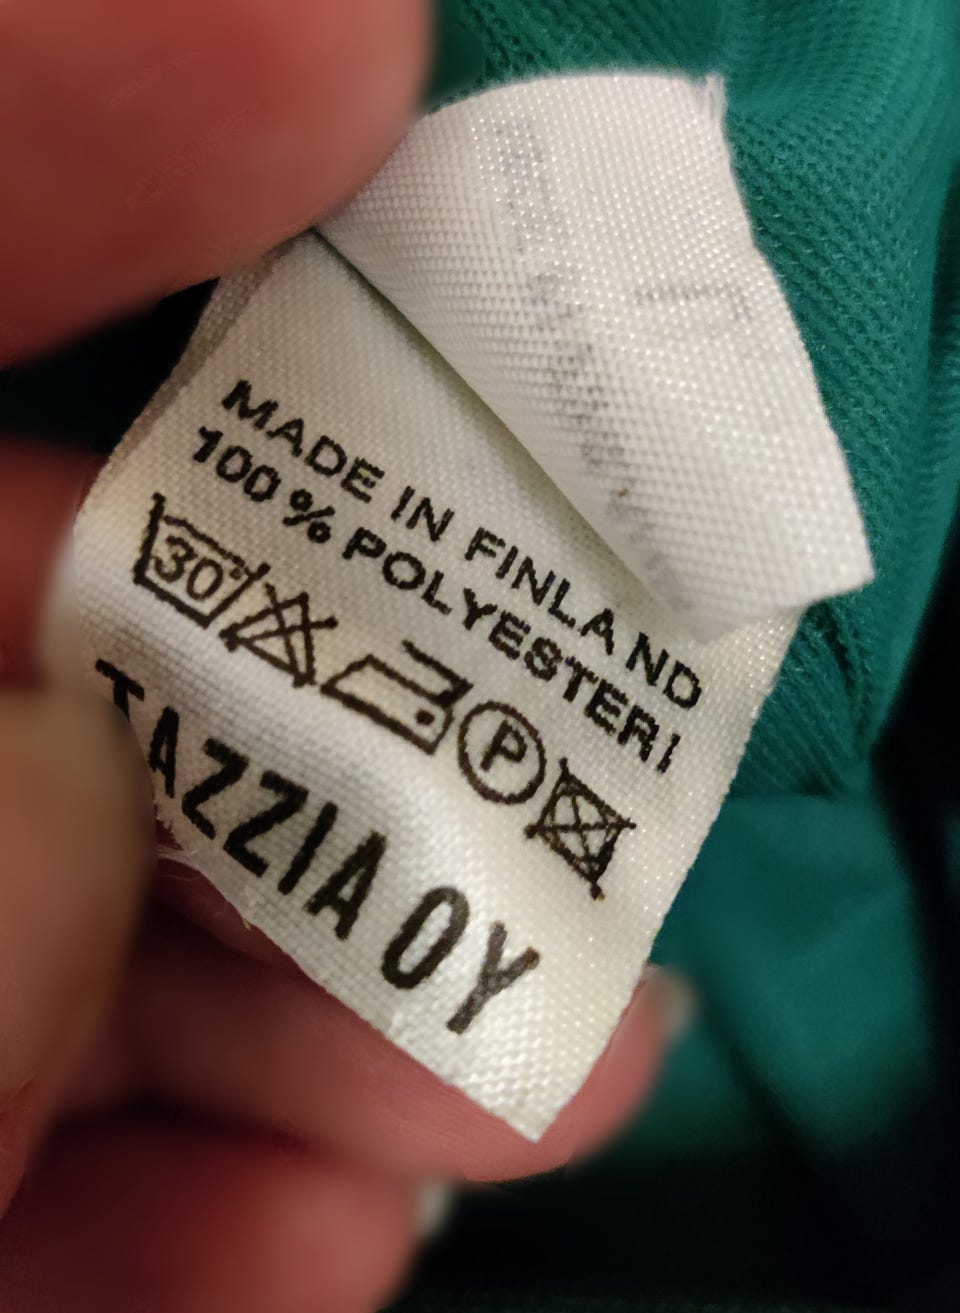 MADE IN FINLAND
100 % POLYESTERI
30°
P
TAZZIA OY